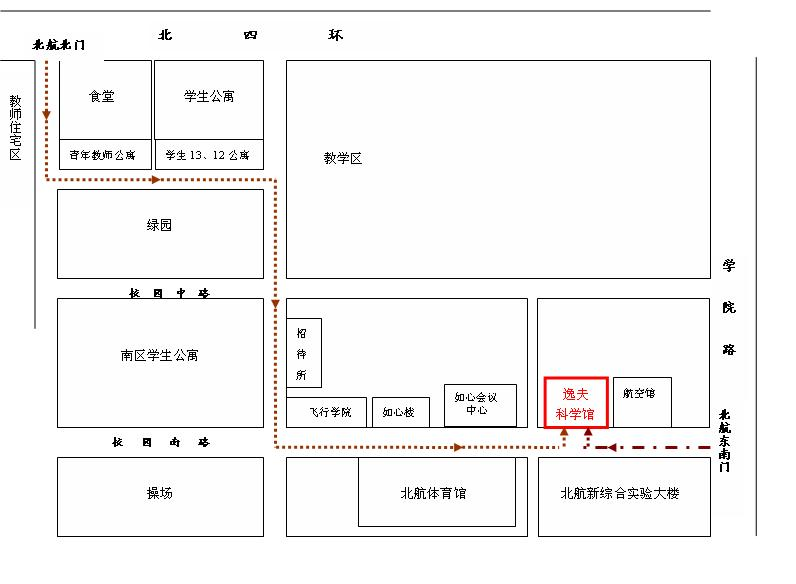 北 四 环
北航北门
教师住宅区
食堂
学生公寓
青年教师公寓
学生13、12公寓
教学区
绿园
学院路
校园中路
招待所
南区学生公寓
飞行学院
如心楼
如心会议
中心
逸夫
科学馆
航空馆
北航东南门
校园南路
操场
北航体育馆
北航新综合实验大楼